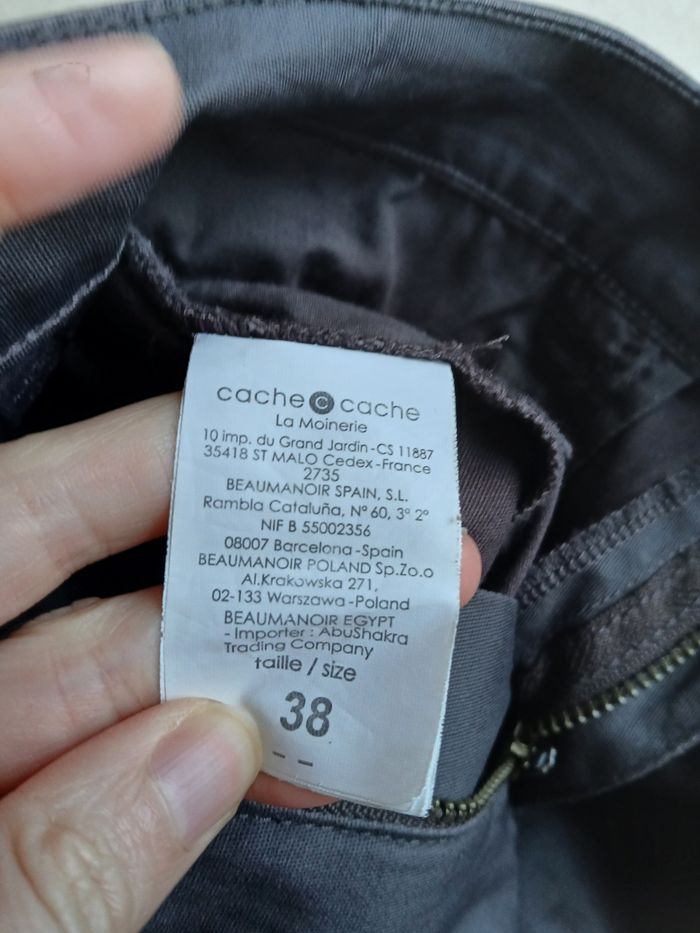 cache c cache
La Moinerie
10 imp. du Grand Jardin-CS 11887
35418 ST MALO Cedex-France
2735
BEAUMANOIR SPAIN, S.L.
Rambla Cataluña, Nº 60, 3º 2º
NIF B 55002356
08007 Barcelona-Spain
BEAUMANOIR POLAND Sp.Zo.o
Al.Krakowska 271,
02-133 Warszawa-Poland
BEAUMANOIR EGYPT
- Importer : AbuShakra
Trading Company
taille / size
38